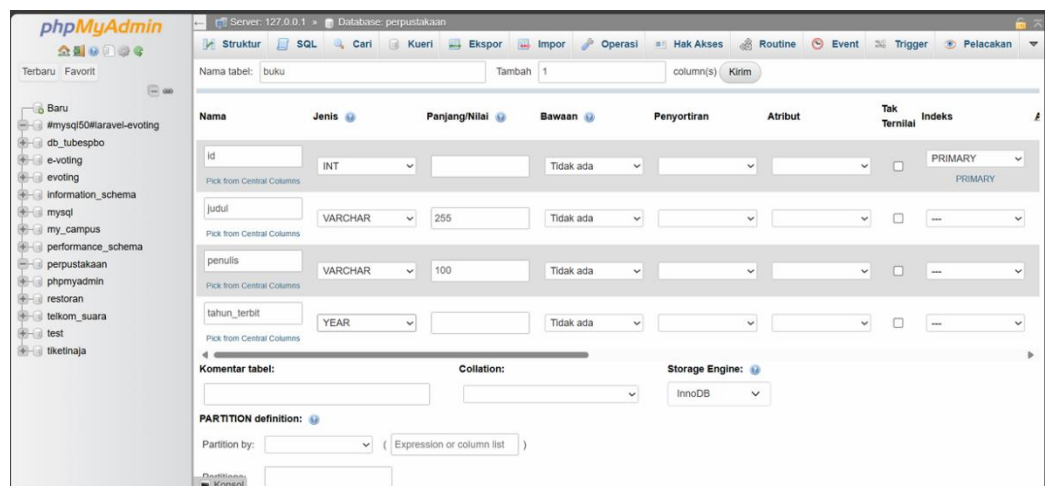 phpMyAdmin
Terbaru Favorit
Baru
#mysql50#laravel-evoting
db_tubespbo
e-voting
evoting
information_schema
mysql
my_campus
performance_schema
perpustakaan
phpmyadmin
restoran
telkom_suara
test
tiketinaja
Server: 127.0.0.1 » Database: perpustakaan
Struktur SQL Cari Kueri Ekspor Impor Operasi Hak Akses Routine Event Trigger Pelacakan
Nama tabel: buku Tambah 1 column(s) Kirim
Nama Jenis Panjang/Nilai Bawaan Penyortiran Atribut Tak Ternilai Indeks A
id INT Tidak ada PRIMARY
Pick from Central Columns PRIMARY
judul VARCHAR 255 Tidak ada ---
Pick from Central Columns
penulis VARCHAR 100 Tidak ada ---
Pick from Central Columns
tahun_terbit YEAR Tidak ada ---
Pick from Central Columns
Komentar tabel: Collation: Storage Engine:
InnoDB
PARTITION definition:
Partition by: ( Expression or column list )
Partitions:
Konsol